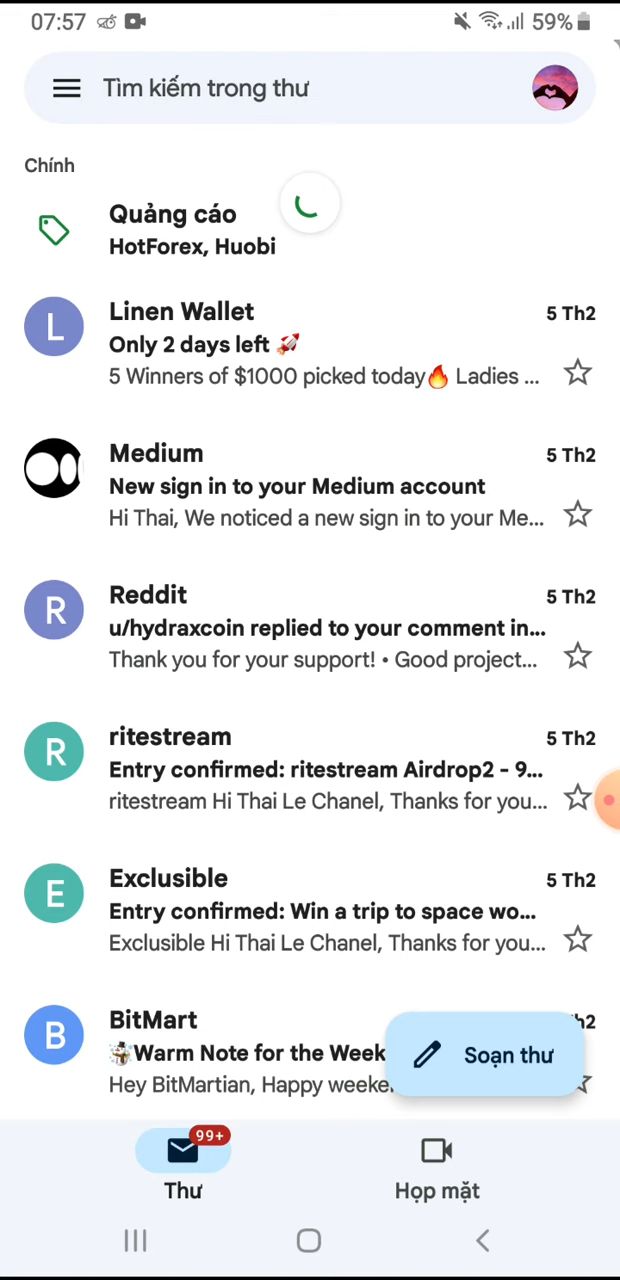 07:57 59%
Tìm kiếm trong thư
Chính
Quảng cáo
HotForex, Huobi
L
Linen Wallet 5 Th2
Only 2 days left 🚀
5 Winners of $1000 picked today🔥 Ladies ...
Medium 5 Th2
New sign in to your Medium account
Hi Thai, We noticed a new sign in to your Me...
R
Reddit 5 Th2
u/hydraxcoin replied to your comment in...
Thank you for your support! • Good project...
R
ritestream 5 Th2
Entry confirmed: ritestream Airdrop2 - 9...
ritestream Hi Thai Le Chanel, Thanks for you...
E
Exclusible 5 Th2
Entry confirmed: Win a trip to space wo...
Exclusible Hi Thai Le Chanel, Thanks for you...
B
BitMart h2
⛄Warm Note for the Week
Hey BitMartian, Happy weeke
Soạn thư
99+
Thư
Họp mặt